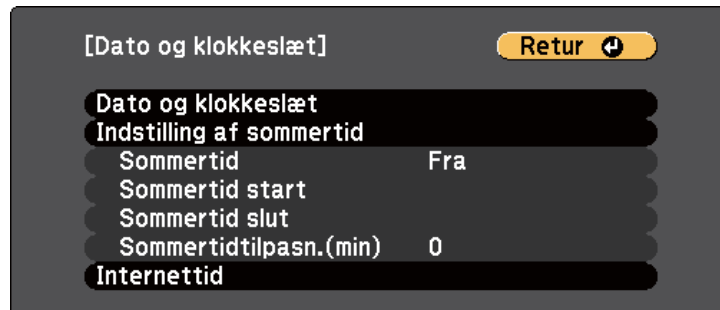 [Dato og klokkeslæt] Retur
Dato og klokkeslæt
Indstilling af sommertid
Sommertid Fra
Sommertid start
Sommertid slut
Sommertidtilpasn.(min) 0
Internettid